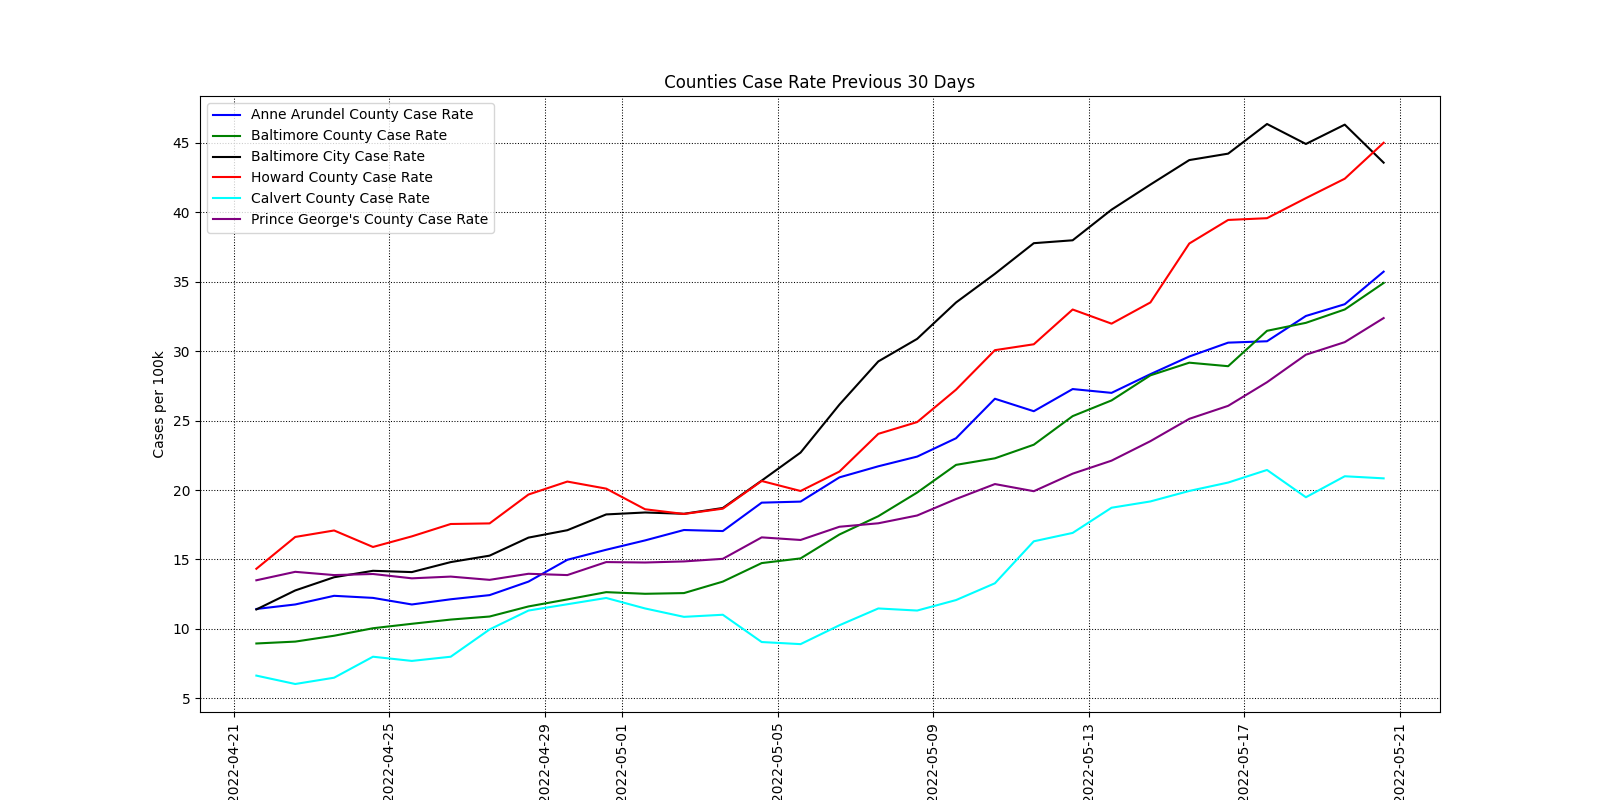 Counties Case Rate Previous 30 Days
Anne Arundel County Case Rate
Baltimore County Case Rate
Baltimore City Case Rate
Howard County Case Rate
Calvert County Case Rate
Prince George's County Case Rate
Cases per 100k
45
40
35
30
25
20
15
10
5
2022-04-21
2022-04-25
2022-04-29
2022-05-01
2022-05-05
2022-05-09
2022-05-13
2022-05-17
2022-05-21